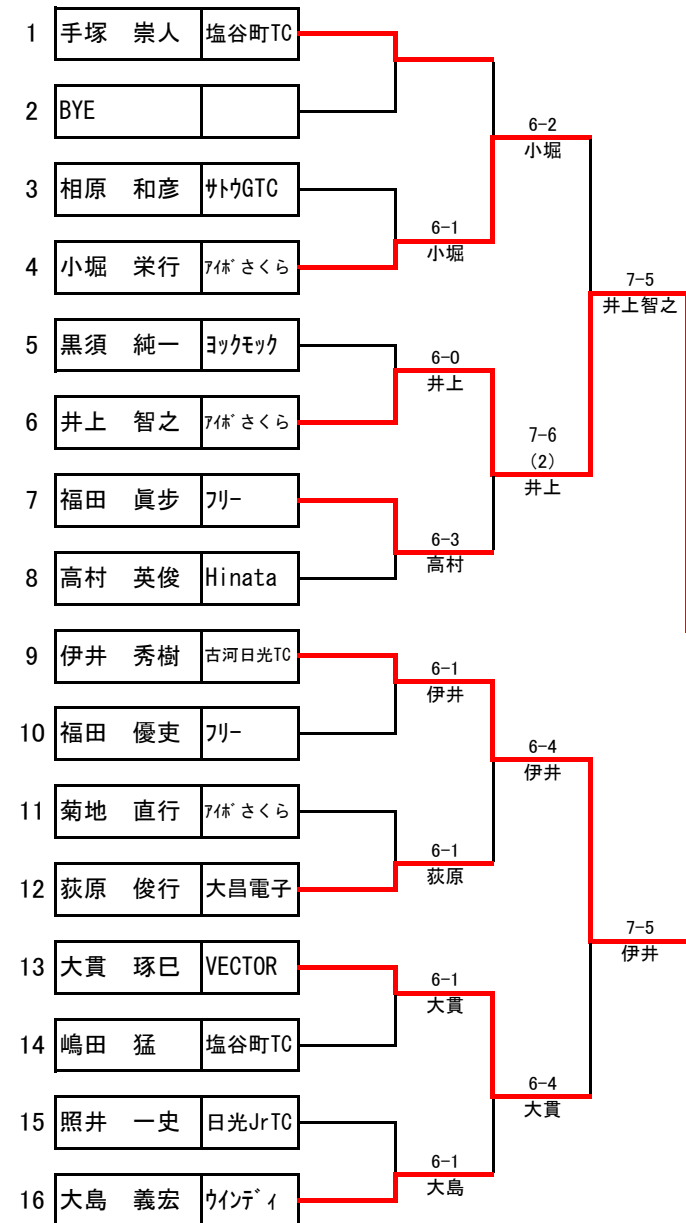 1 手塚　崇人 塩谷町TC
2 BYE
6-2
小堀
3 相原　和彦 ｻﾄｳGTC
6-1
小堀
4 小堀　栄行 ｱｲﾎﾞさくら
7-5
井上智之
5 黒須　純一 ﾖｯｸﾓｯｸ
6-0
井上
6 井上　智之 ｱｲﾎﾞさくら
7-6
(2)
井上
7 福田　眞歩 ﾌﾘｰ
6-3
高村
8 高村　英俊 Hinata
9 伊井　秀樹 古河日光TC
6-1
伊井
10 福田　優吏 ﾌﾘｰ
6-4
伊井
11 菊地　直行 ｱｲﾎﾞさくら
6-1
荻原
12 荻原　俊行 大昌電子
7-5
伊井
13 大貫　琢巳 VECTOR
6-1
大貫
14 嶋田　猛 塩谷町TC
6-4
大貫
15 照井　一史 日光JrTC
6-1
大島
16 大島　義宏 ｳｲﾝﾃﾞｨ